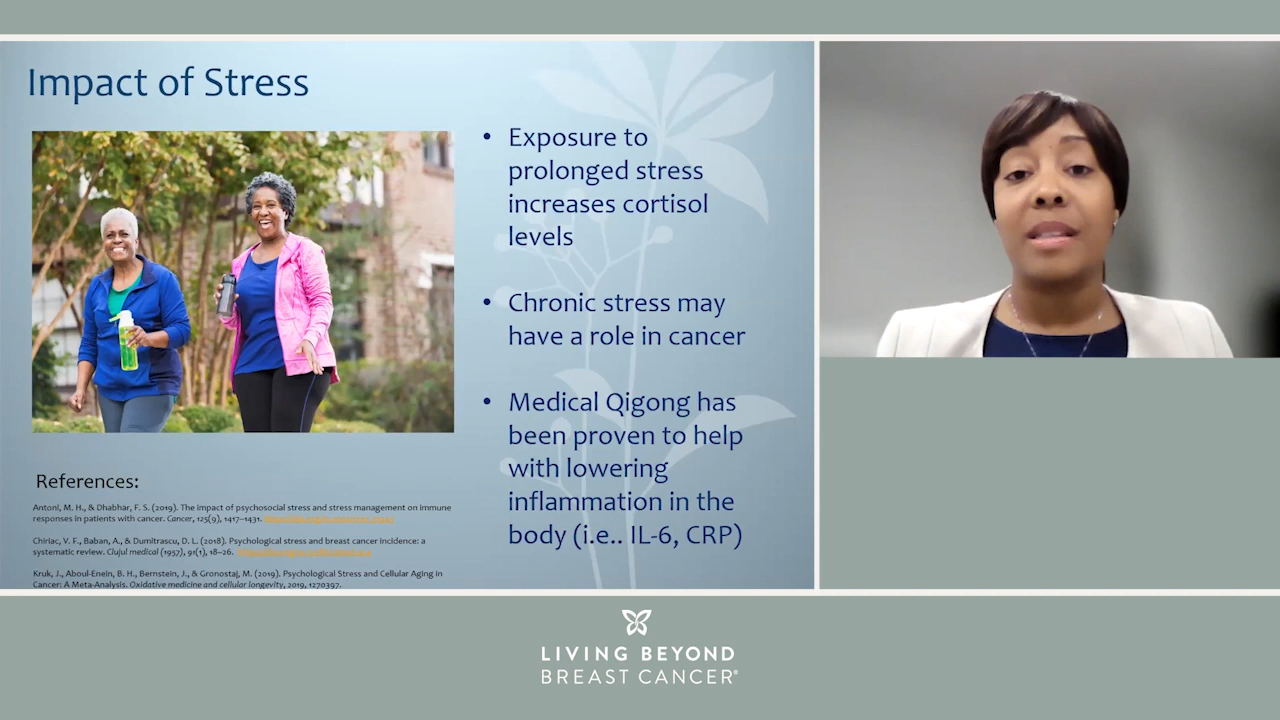 Impact of Stress
• Exposure to
prolonged stress
increases cortisol
levels
• Chronic stress may
have a role in cancer
• Medical Qigong has
been proven to help
with lowering
inflammation in the
body (i.e.. IL-6, CRP)
References:
Antoni, M. H., & Dhabhar, F. S. (2019). The impact of psychosocial stress and stress management on immune
responses in patients with cancer. Cancer, 125(9), 1417–1431.
Chiriac, V. F., Baban, A., & Dumitrascu, D. L. (2018). Psychological stress and breast cancer incidence: a
systematic review. Clujul medical (1957), 91(1), 18–26.
Kruk, J., Aboul-Enein, B. H., Bernstein, J., & Gronostaj, M. (2019). Psychological Stress and Cellular Aging in
Cancer: A Meta-Analysis. Oxidative medicine and cellular longevity, 2019, 1270397.
LIVING BEYOND
BREAST CANCER®